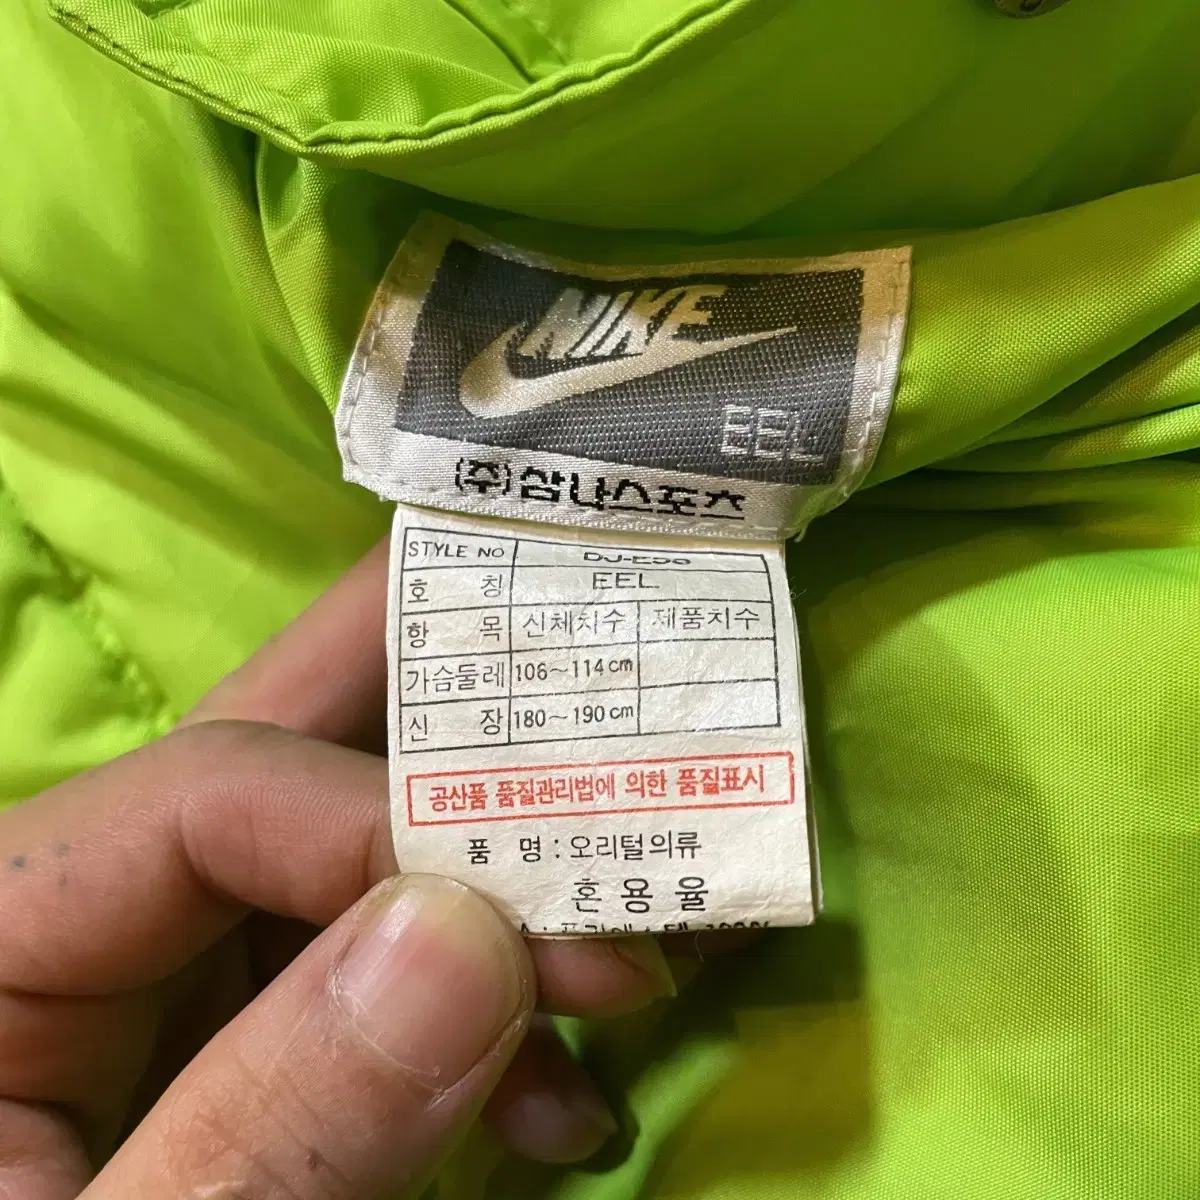 NIKE
EEL
(주)삼나스포츠
STYLE NO
호 칭 EEL
항 목 신체치수 제품치수
가슴둘레 106~114cm
신 장 180~190cm
공산품 품질관리법에 의한 품질표시
품 명 : 오리털의류
혼 용 율